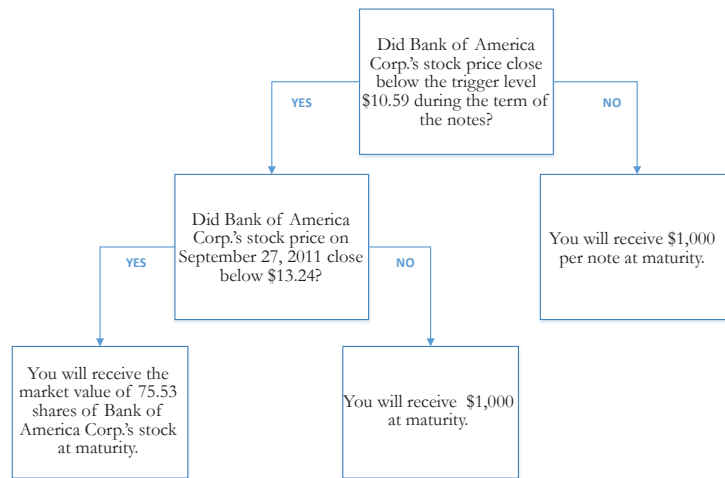 Did Bank of America
Corp.'s stock price close
below the trigger level
$10.59 during the term of
the notes?
YES
NO
Did Bank of America
Corp.'s stock price on
September 27, 2011 close
below $13.24?
You will receive $1,000
per note at maturity.
YES
NO
You will receive the
market value of 75.53
shares of Bank of
America Corp.'s stock
at maturity.
You will receive $1,000
at maturity.